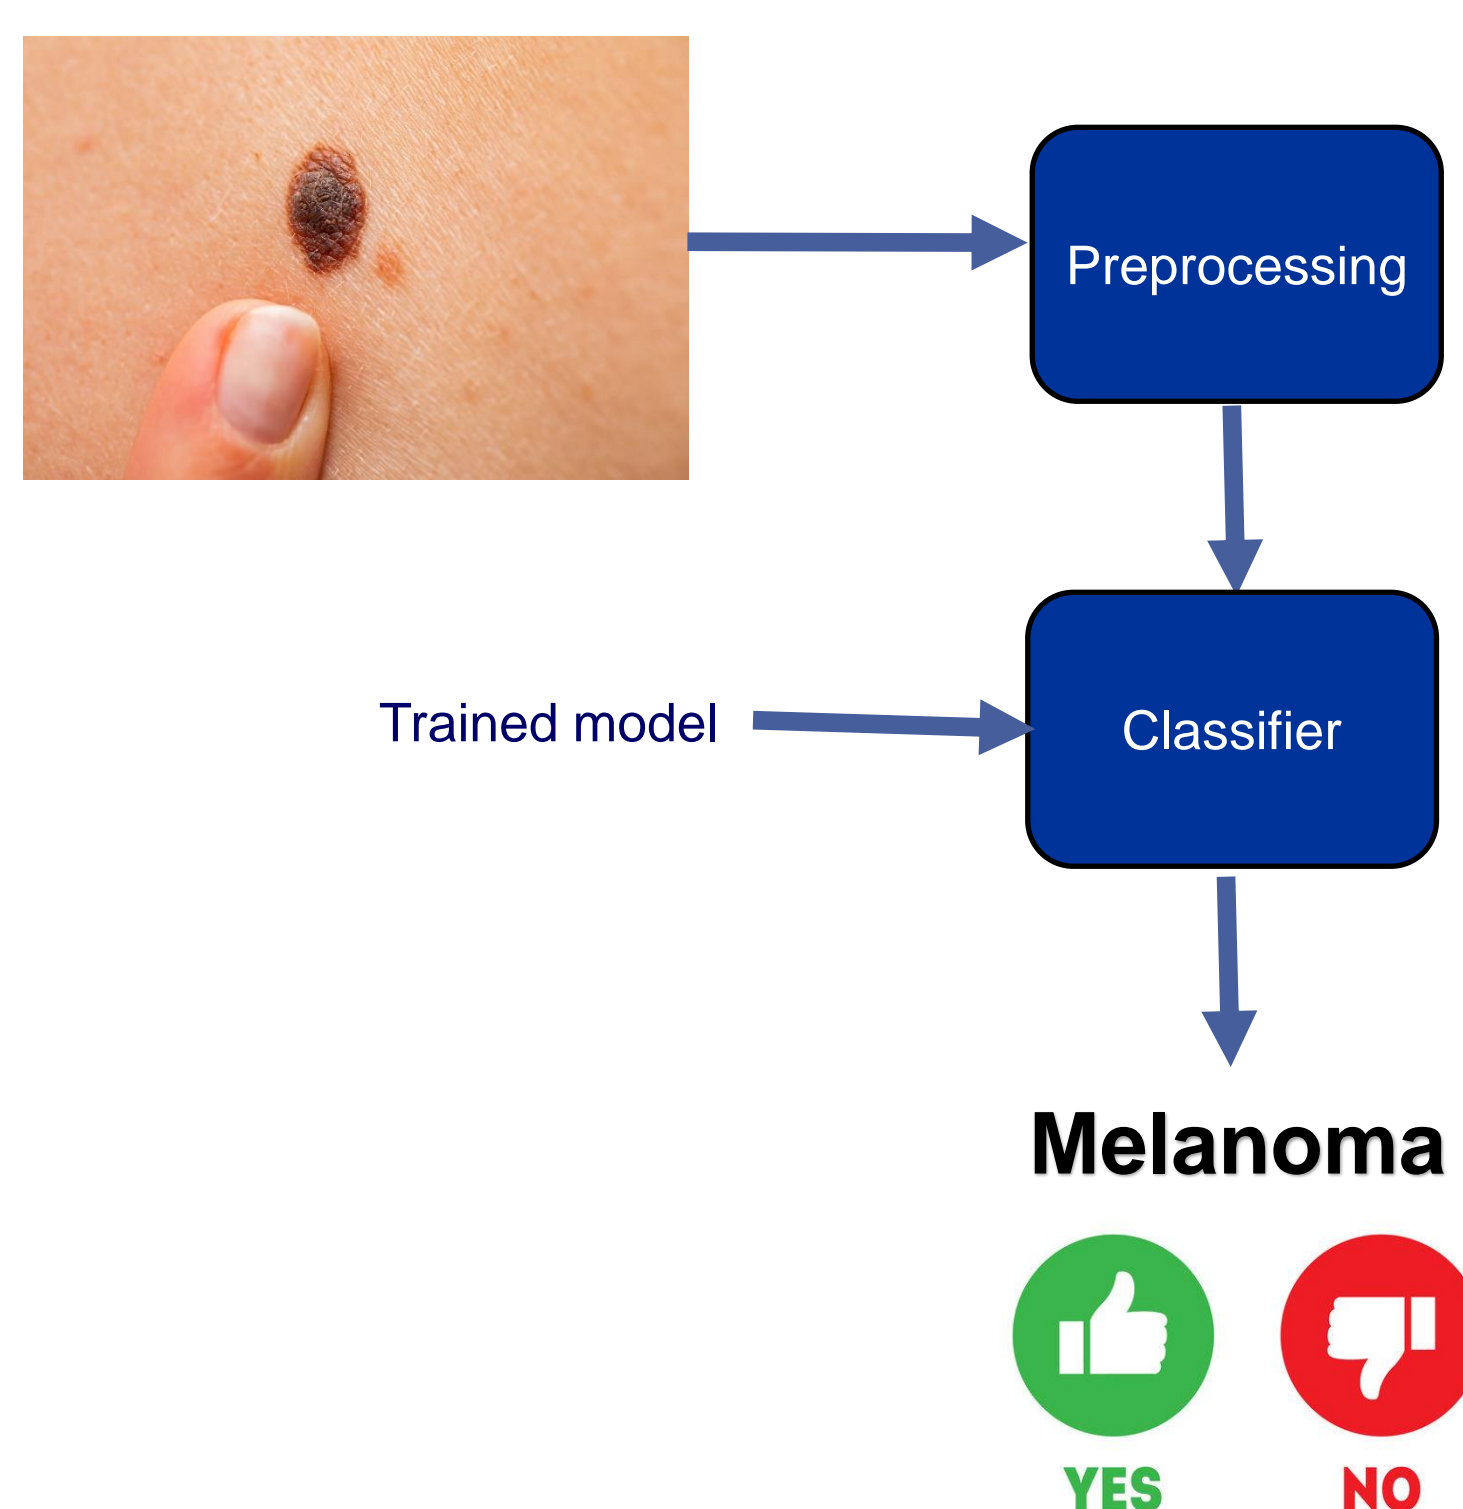 Preprocessing
Trained model
Classifier
Melanoma
YES
NO